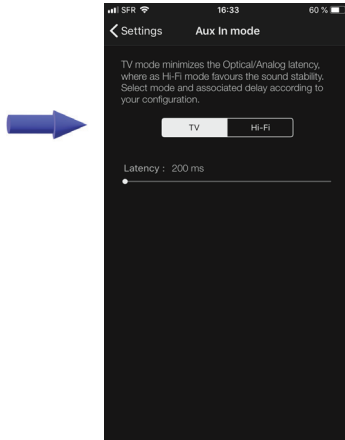 SFR 16:33 60 %
Settings Aux In mode
TV mode minimizes the Optical/Analog latency,
where as Hi-Fi mode favours the sound stability.
Select mode and associated delay according to
your configuration.
TV Hi-Fi
Latency : 200 ms